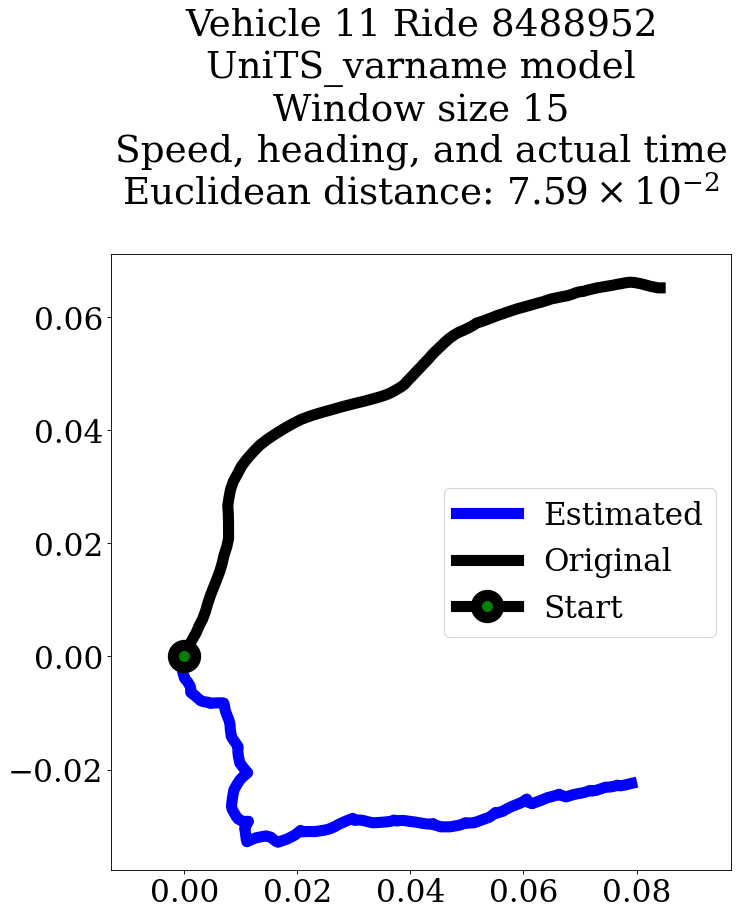 Vehicle 11 Ride 8488952
UniTS_varname model
Window size 15
Speed, heading, and actual time
Euclidean distance: 7.59 × 10⁻²
0.06
0.04
0.02
0.00
−0.02
Estimated
Original
Start
0.00 0.02 0.04 0.06 0.08